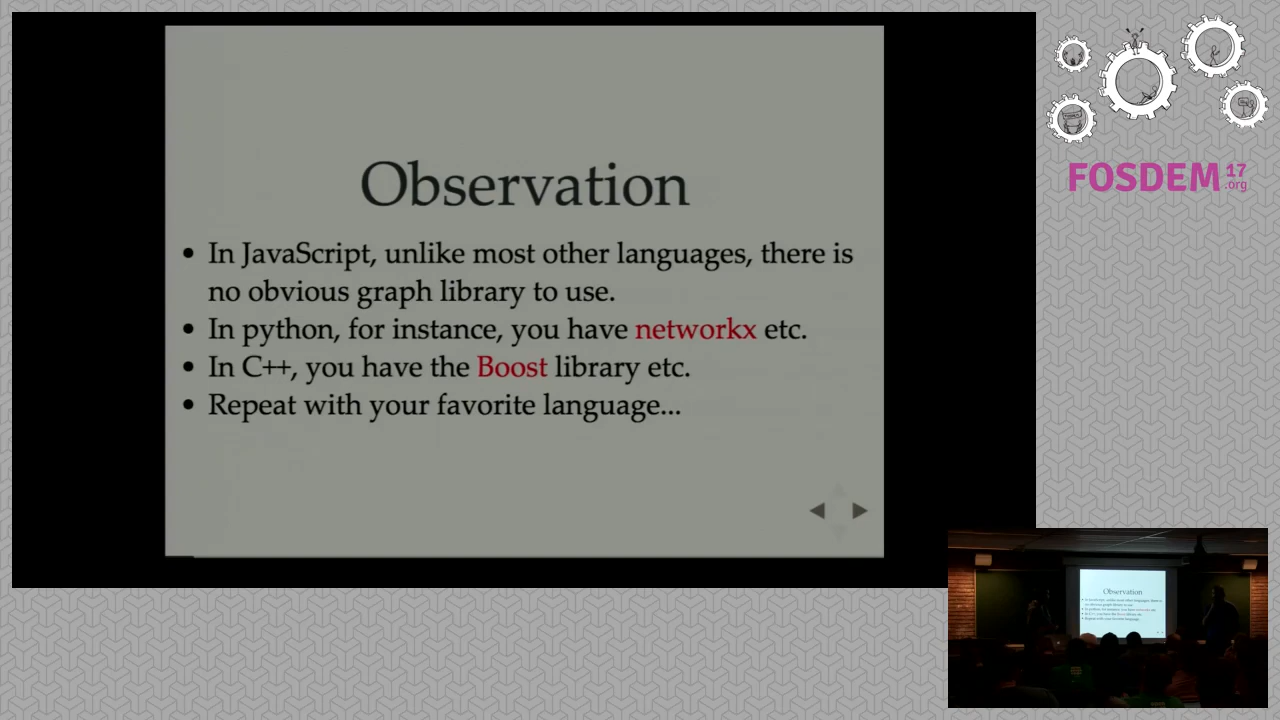 Observation
• In JavaScript, unlike most other languages, there is
no obvious graph library to use.
• In python, for instance, you have networkx etc.
• In C++, you have the Boost library etc.
• Repeat with your favorite language...
FOSDEM 17
.org
Observation